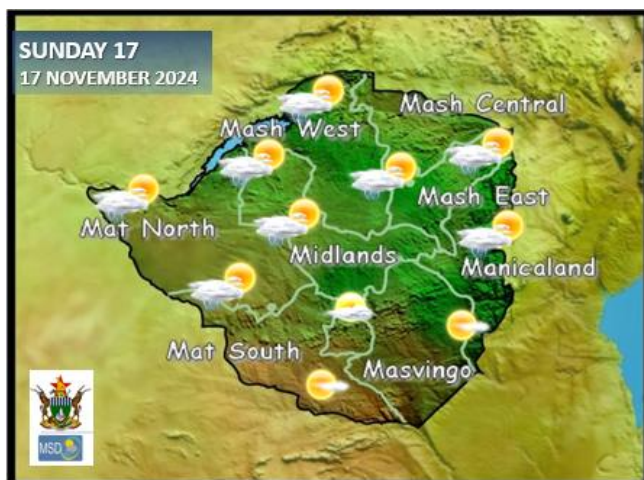 SUNDAY 17
17 NOVEMBER 2024
Mash Central
Mash West
Mash East
Mat North
Midlands
Manicaland
Mat South
Masvingo
MSD